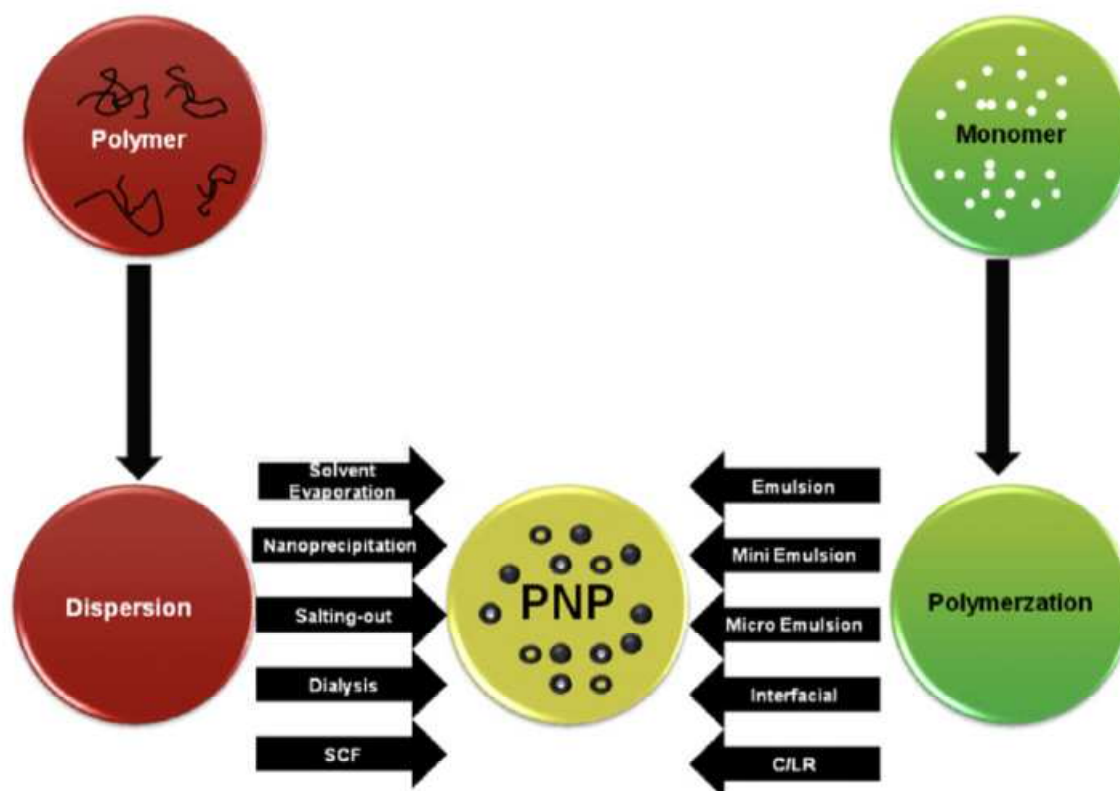 Polymer
Monomer
Solvent
Evaporation
Nanoprecipitation
Salting-out
Dialysis
SCF
Dispersion
PNP
Emulsion
Mini Emulsion
Micro Emulsion
Interfacial
C/LR
Polymerzation